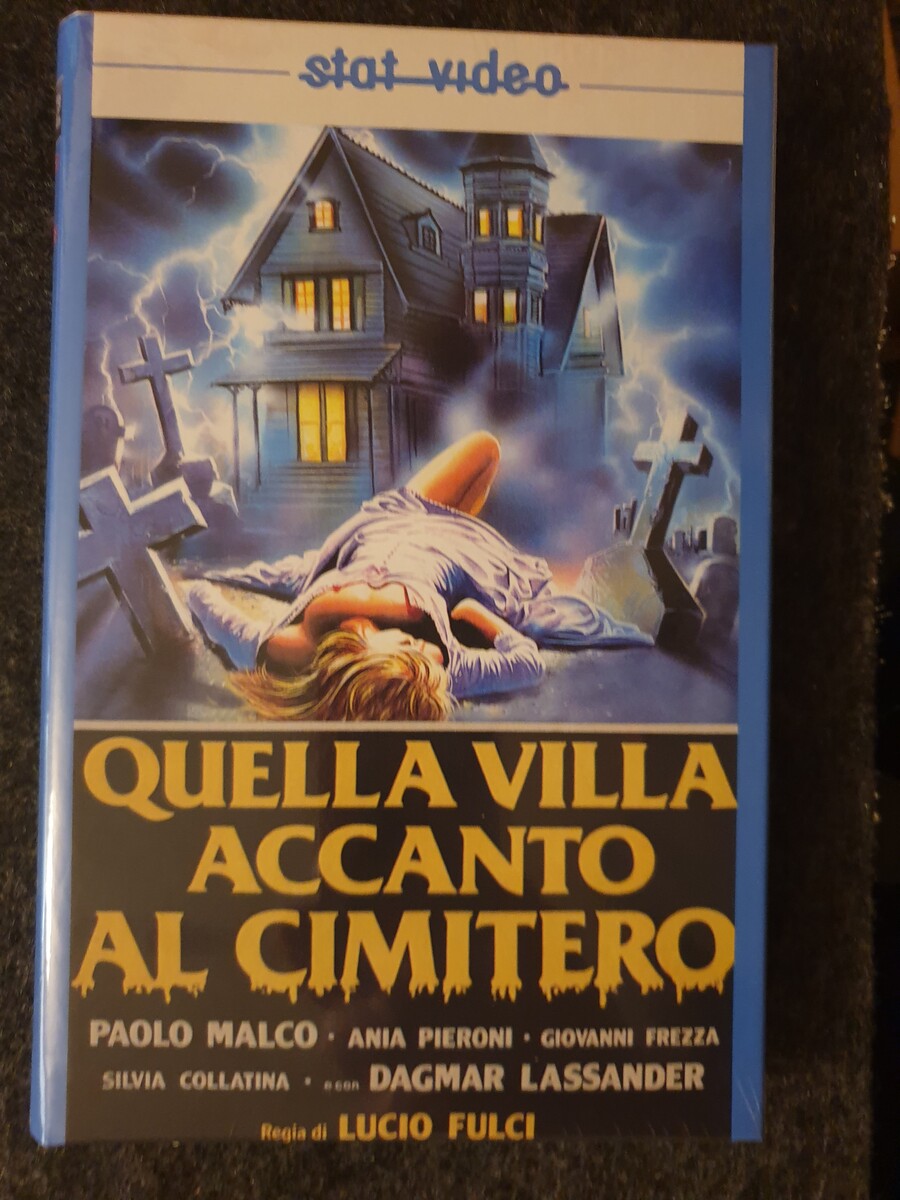 stat video
QUELLA VILLA
ACCANTO
AL CIMITERO
PAOLO MALCO · ANIA PIERONI · GIOVANNI FREZZA
SILVIA COLLATINA · e con DAGMAR LASSANDER
Regia di LUCIO FULCI